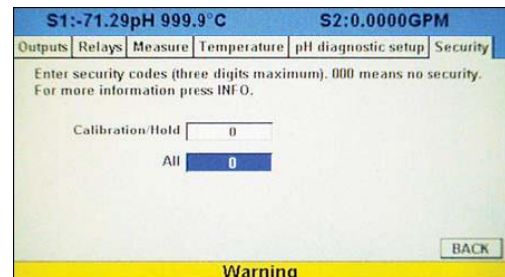 S1:-71.29pH 999.9°C S2:0.0000GPM
Outputs Relays Measure Temperature pH diagnostic setup Security
Enter security codes (three digits maximum). 000 means no security.
For more information press INFO.
Calibration/Hold 0
All 0
BACK
Warning